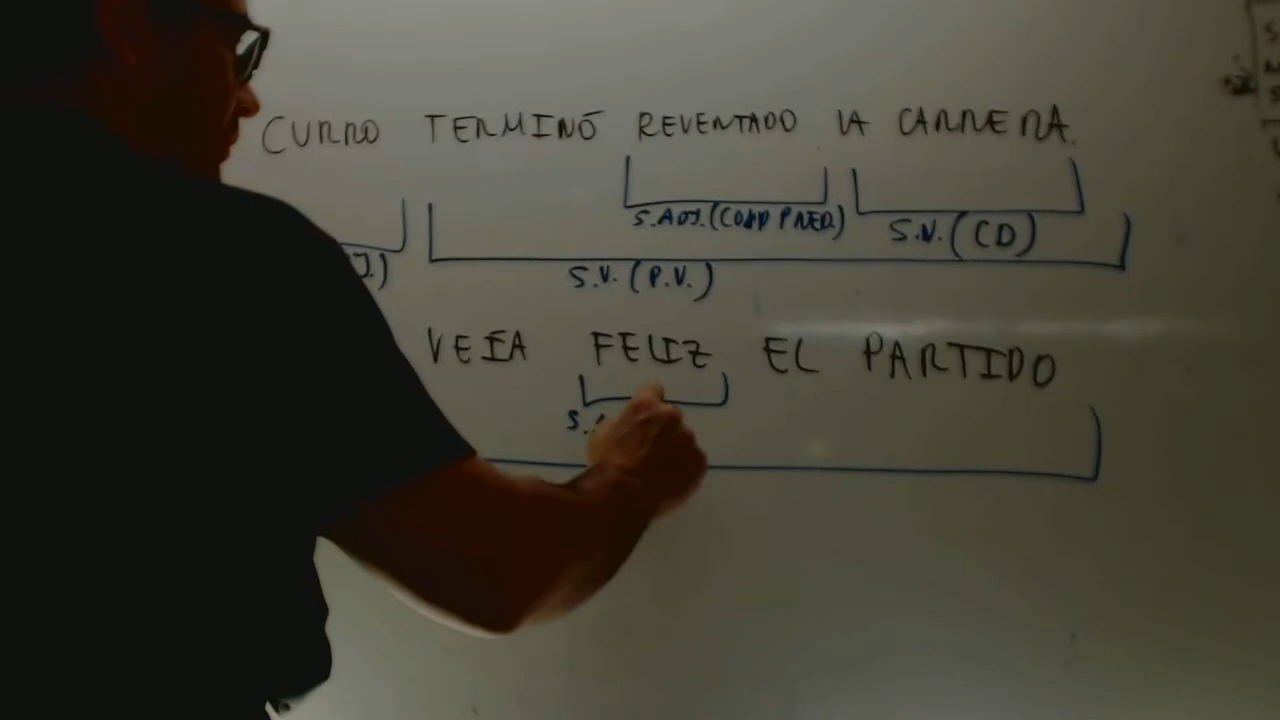 CURRO TERMINÓ REVENTADO LA CARRERA.
S.ADJ. (COMP PRED.) S.N. (CD)
J.)
S.V. (P.V.)
VEÍA FELIZ EL PARTIDO
S.